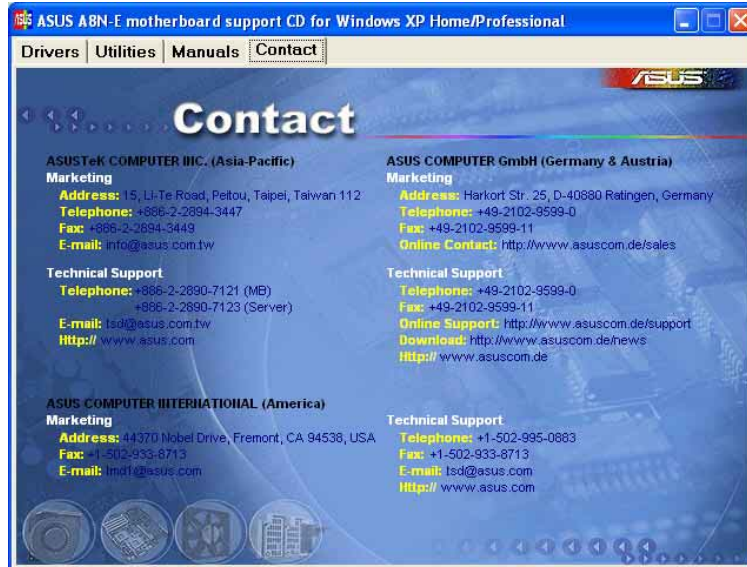 ASUS A8N-E motherboard support CD for Windows XP Home/Professional
Drivers Utilities Manuals Contact
ASUS
Contact
ASUSTeK COMPUTER INC. (Asia-Pacific)
Marketing
Address: 15, Li-Te Road, Peitou, Taipei, Taiwan 112
Telephone: +886-2-2894-3447
Fax: +886-2-2894-3449
E-mail: info@asus.com.tw
Technical Support
Telephone: +886-2-2890-7121 (MB)
+886-2-2890-7123 (Server)
E-mail: tsd@asus.com.tw
Http:// www.asus.com
ASUS COMPUTER GmbH (Germany & Austria)
Marketing
Address: Harkort Str. 25, D-40880 Ratingen, Germany
Telephone: +49-2102-9599-0
Fax: +49-2102-9599-11
Online Contact: http://www.asuscom.de/sales
Technical Support
Telephone: +49-2102-9599-0
Fax: +49-2102-9599-11
Online Support: http://www.asuscom.de/support
Download: http://www.asuscom.de/news
Http:// www.asuscom.de
ASUS COMPUTER INTERNATIONAL (America)
Marketing
Address: 44370 Nobel Drive, Fremont, CA 94538, USA
Fax: +1-502-933-8713
E-mail: tmd1@asus.com
Technical Support
Telephone: +1-502-995-0883
Fax: +1-502-933-8713
E-mail: tsd@asus.com
Http:// www.asus.com